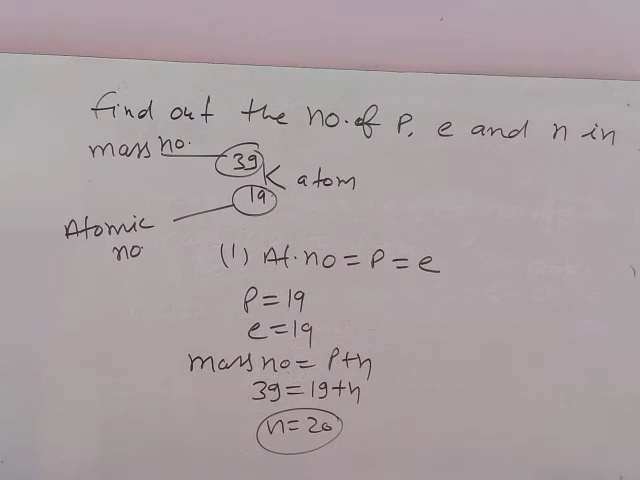 find out the no. of P, e and n in
mass no. 39
K atom
19
Atomic
no.
(1) At. no = P = e
P = 19
e = 19
mass no = P+n
39 = 19+n
n = 20